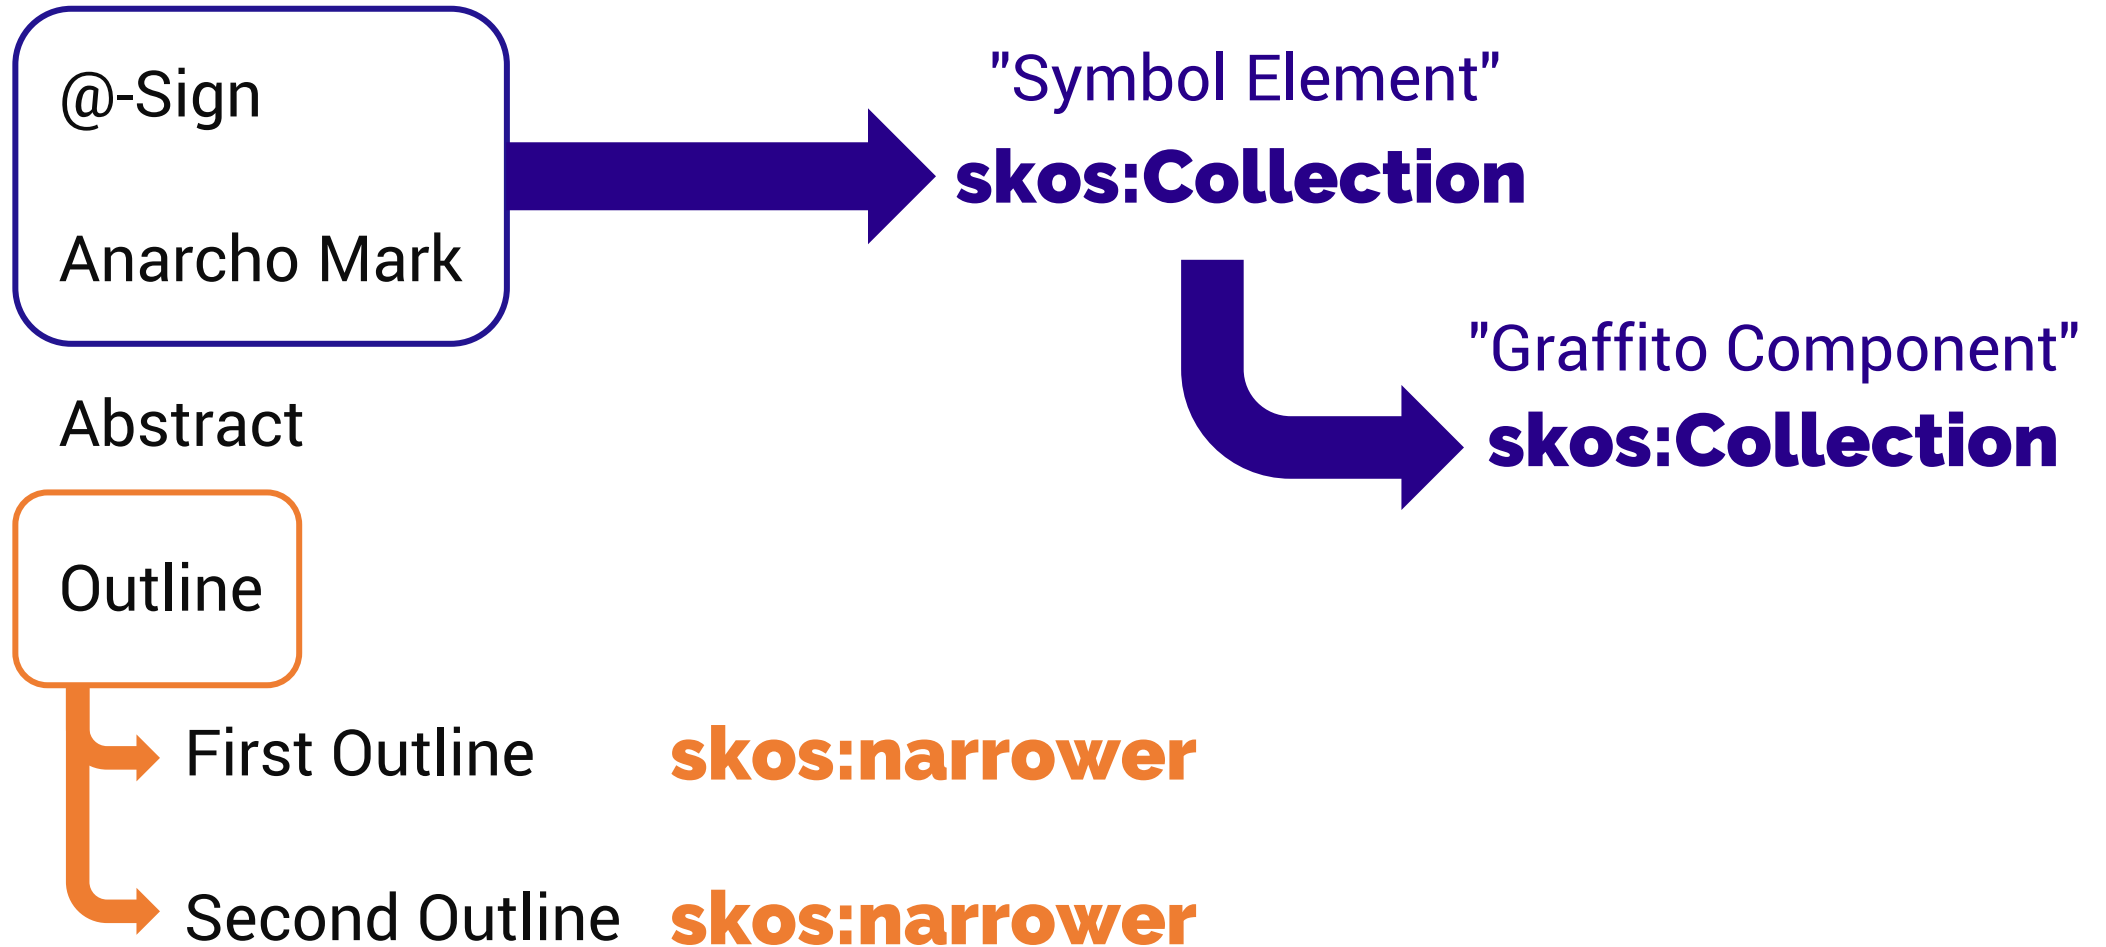 @-Sign
"Symbol Element"
skos:Collection
Anarcho Mark
"Graffito Component"
skos:Collection
Abstract
Outline
First Outline skos:narrower
Second Outline skos:narrower